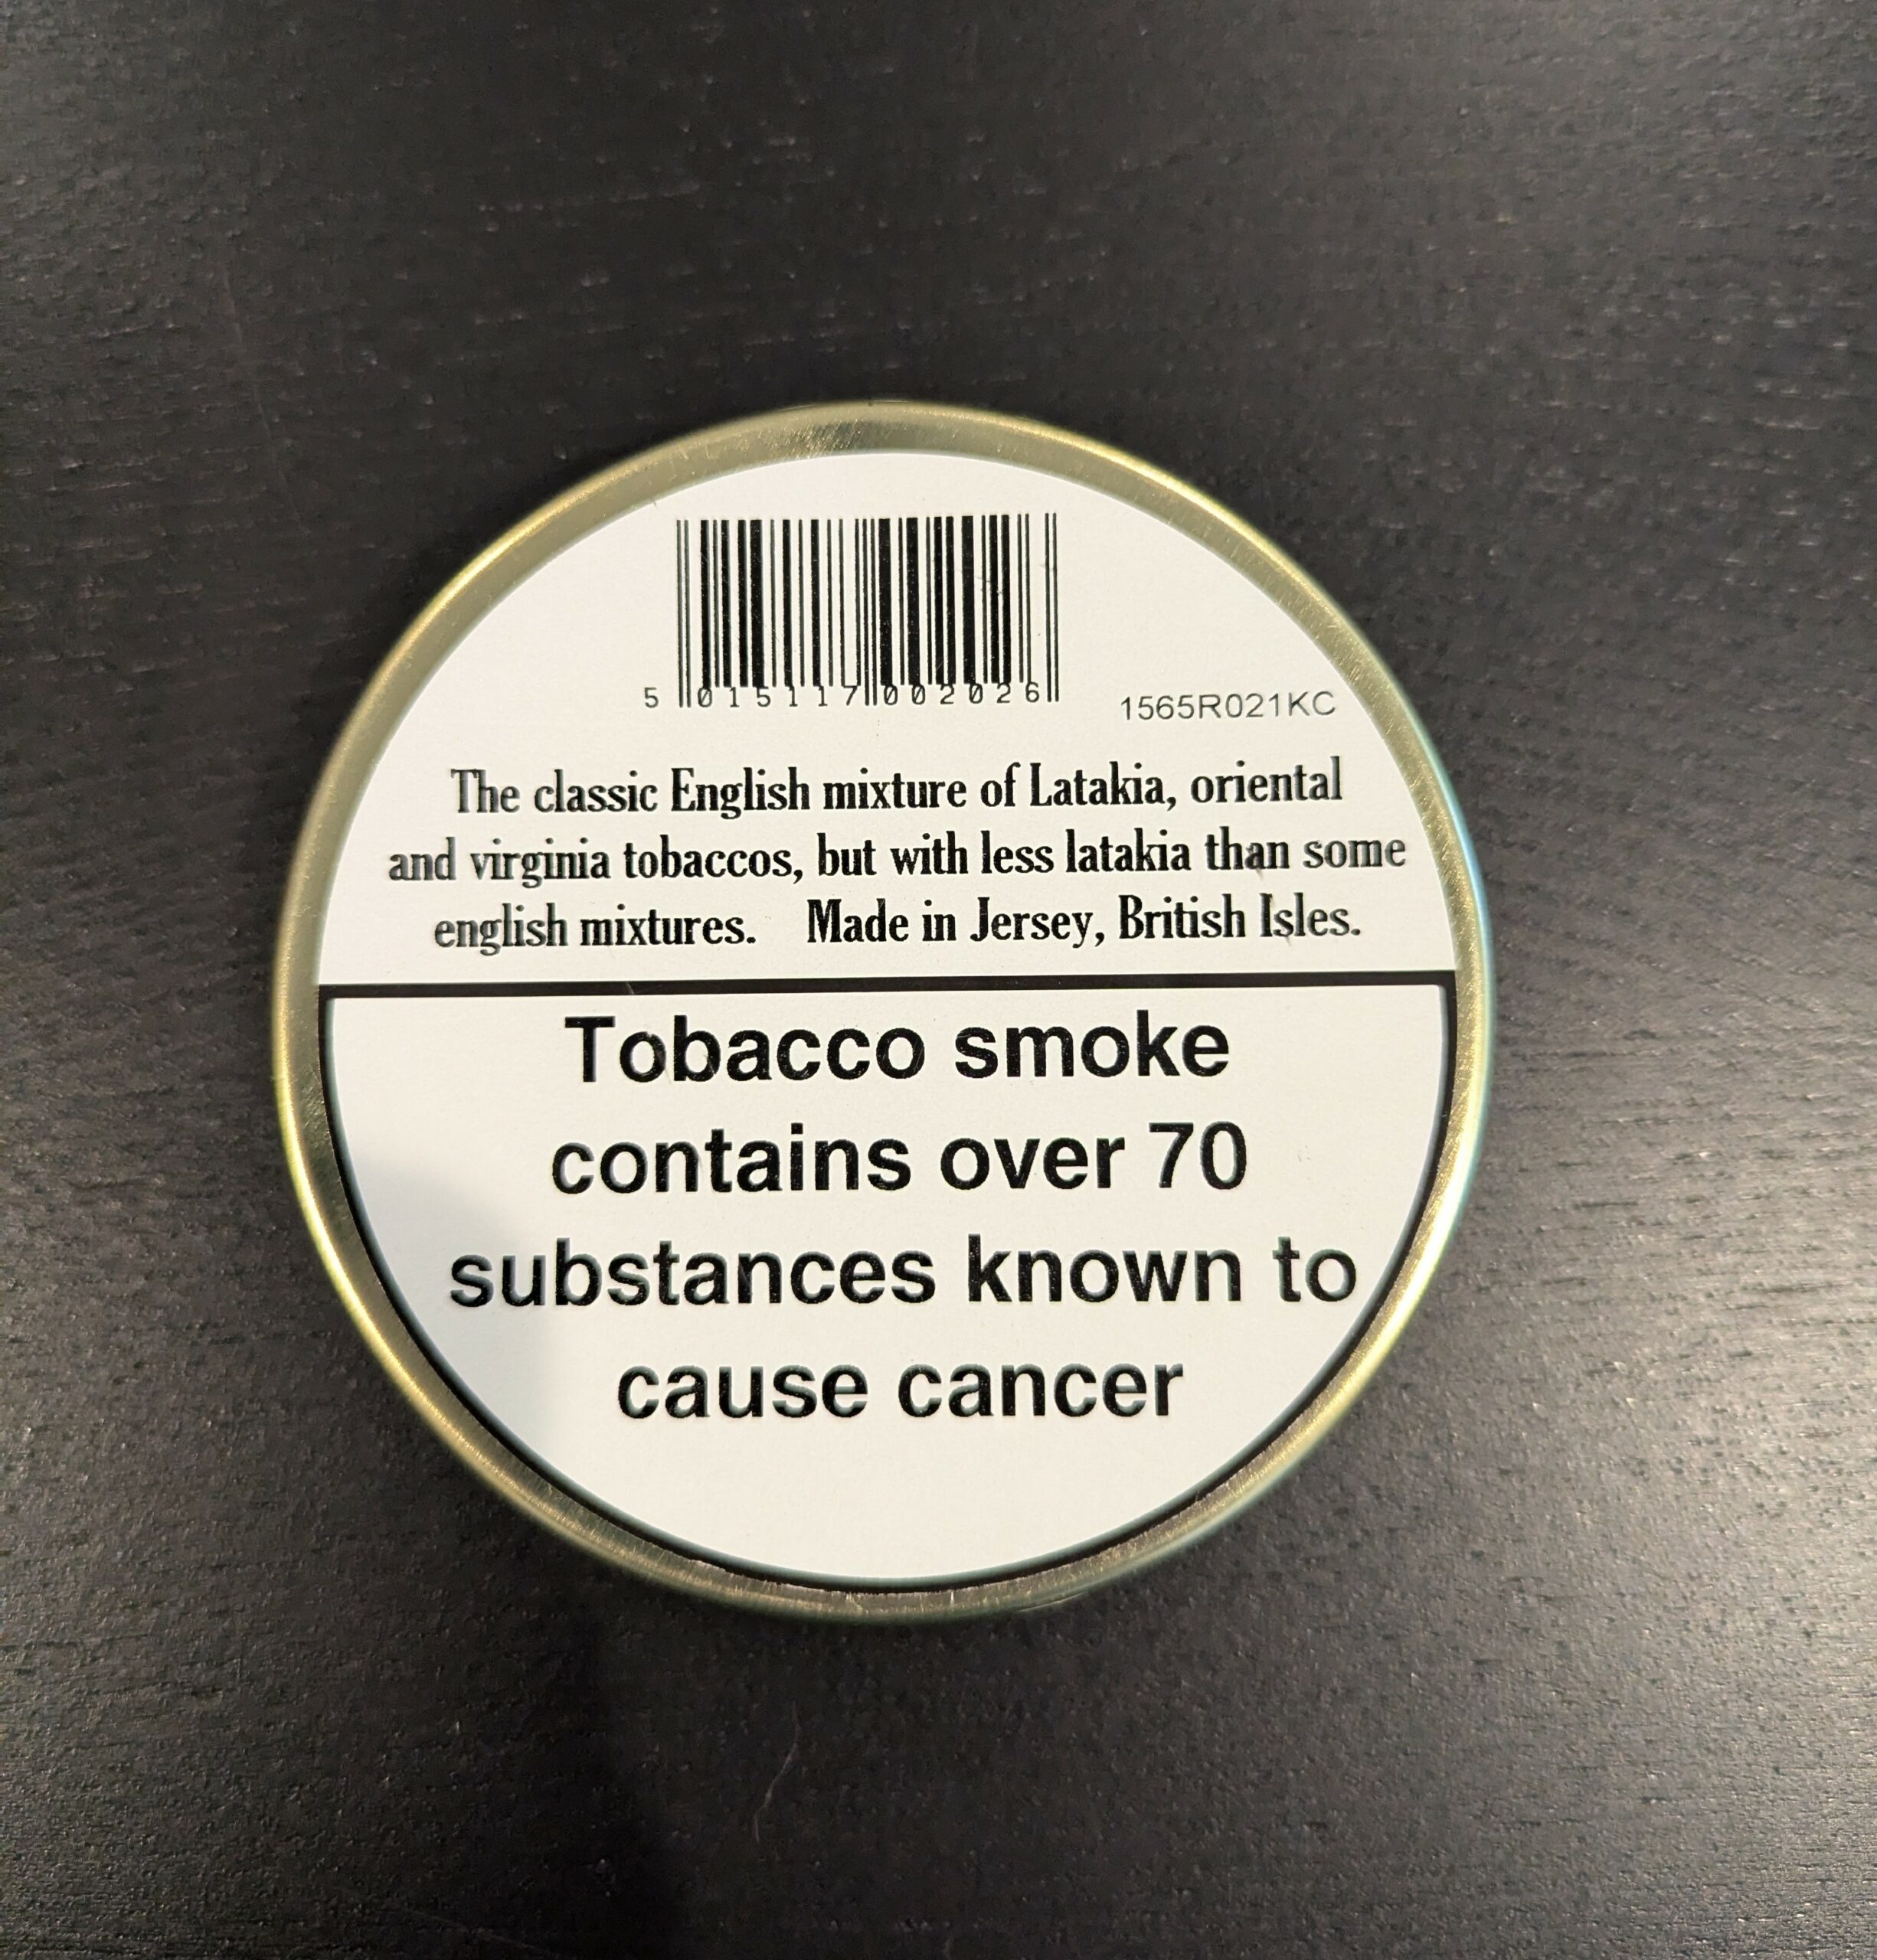 5 015117 002026
1565R021KC
The classic English mixture of Latakia, oriental
and virginia tobaccos, but with less latakia than some
english mixtures. Made in Jersey, British Isles.
Tobacco smoke
contains over 70
substances known to
cause cancer